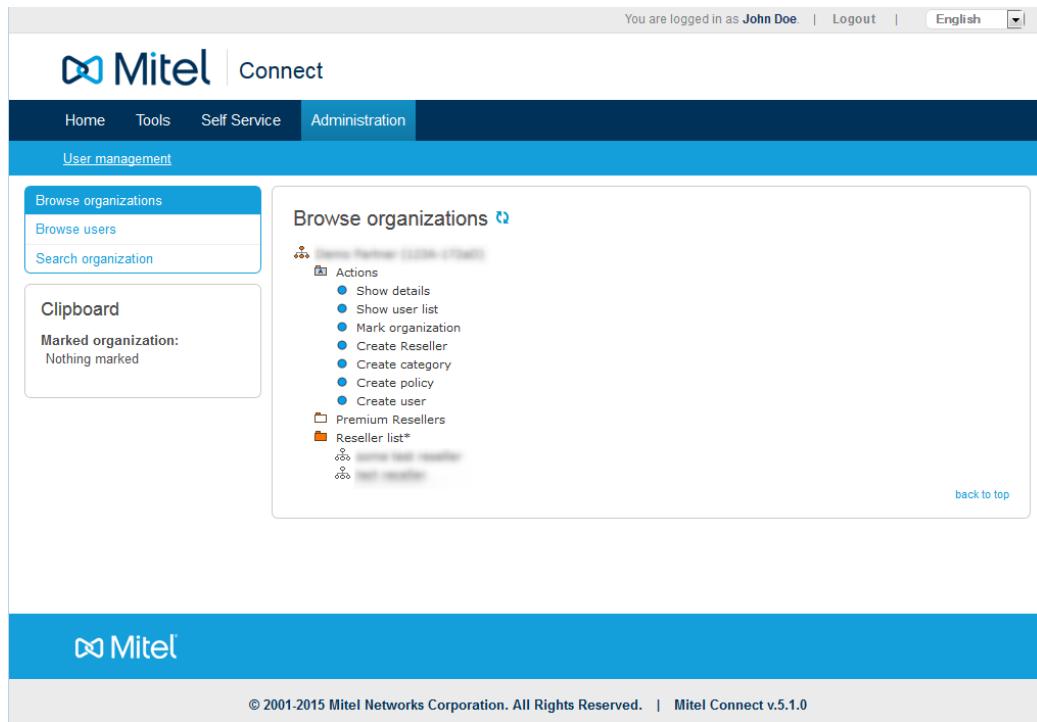 You are logged in as John Doe. | Logout | English
Mitel Connect
Home Tools Self Service Administration
User management
Browse organizations
Browse users
Search organization
Clipboard
Marked organization:
Nothing marked
Browse organizations
Actions
Show details
Show user list
Mark organization
Create Reseller
Create category
Create policy
Create user
Premium Resellers
Reseller list*
back to top
Mitel
© 2001-2015 Mitel Networks Corporation. All Rights Reserved. | Mitel Connect v.5.1.0